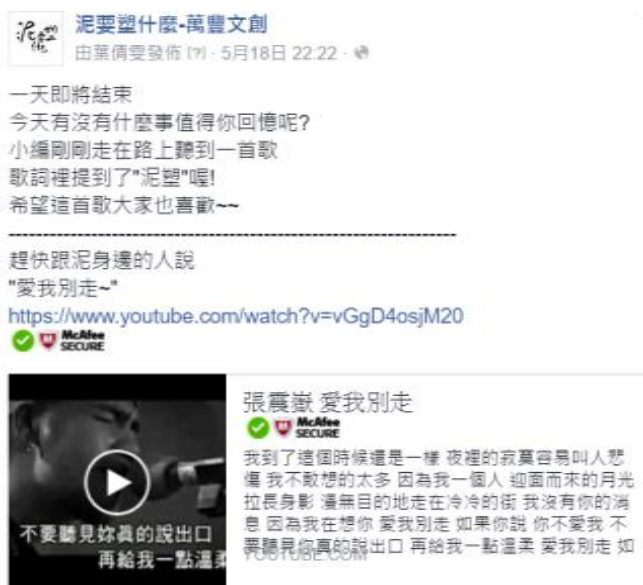 泥要塑什麼-萬豐文創
由葉倩雯發佈 [?] · 5月18日 22:22 ·
一天即將結束
今天有沒有什麼事值得你回憶呢?
小編剛剛走在路上聽到一首歌
歌詞裡提到了"泥塑"喔!
希望這首歌大家也喜歡~~
----------------------------------------------------------------
趕快跟泥身邊的人說
"愛我別走~"
https://www.youtube.com/watch?v=vGgD4osjM20
McAfee
SECURE
張震嶽 愛我別走
McAfee
SECURE
我到了這個時候還是一樣 夜裡的寂寞容易叫人悲
傷 我不敢想的太多 因為我一個人 迎面而來的月光
拉長身影 漫無目的地走在冷冷的街 我沒有你的消
息 因為我在想你 愛我別走 如果你說 你不愛我 不
要聽見你真的說出口 再給我一點溫柔 愛我別走 如
YOUTUBE.COM
不要聽見妳真的說出口
再給我一點溫柔